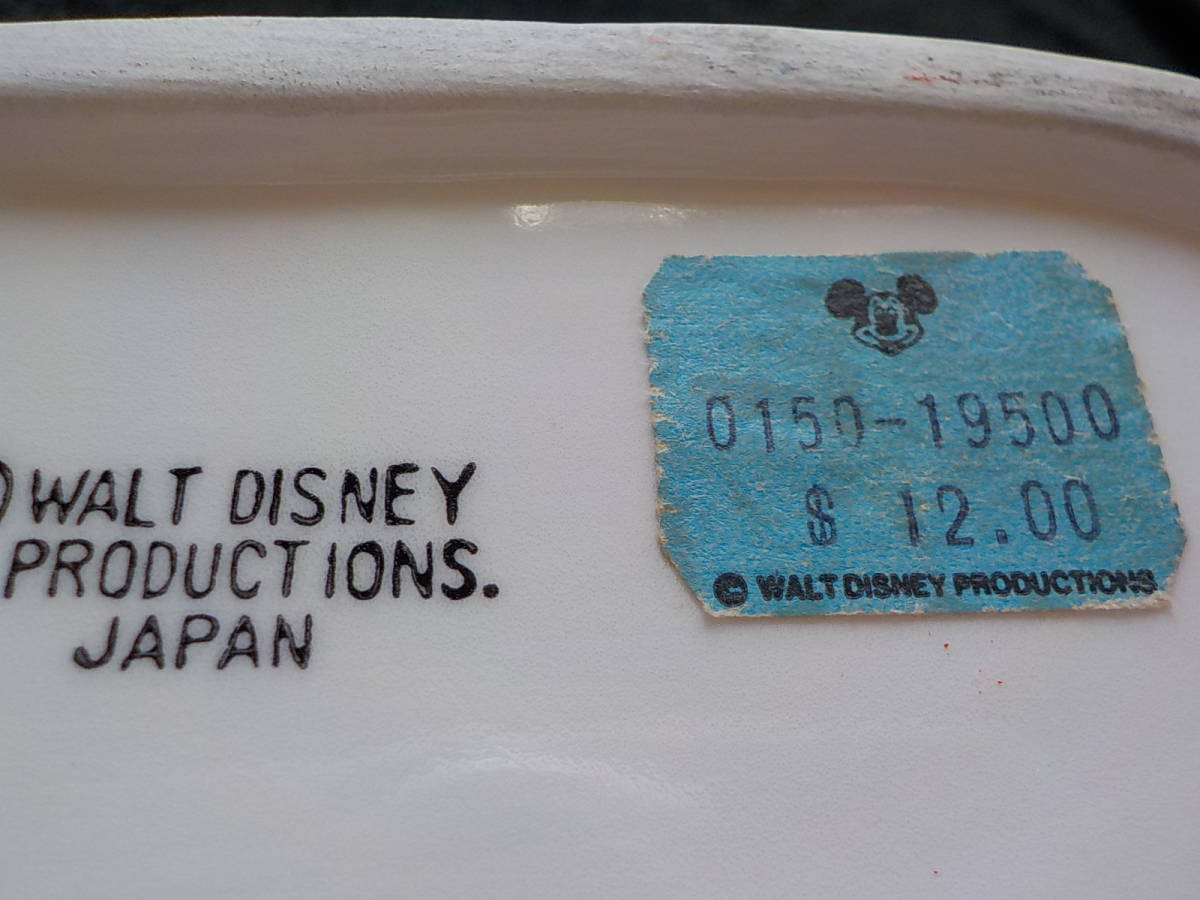 © WALT DISNEY
PRODUCTIONS.
JAPAN
0150-19500
$ 12.00
© WALT DISNEY PRODUCTIONS